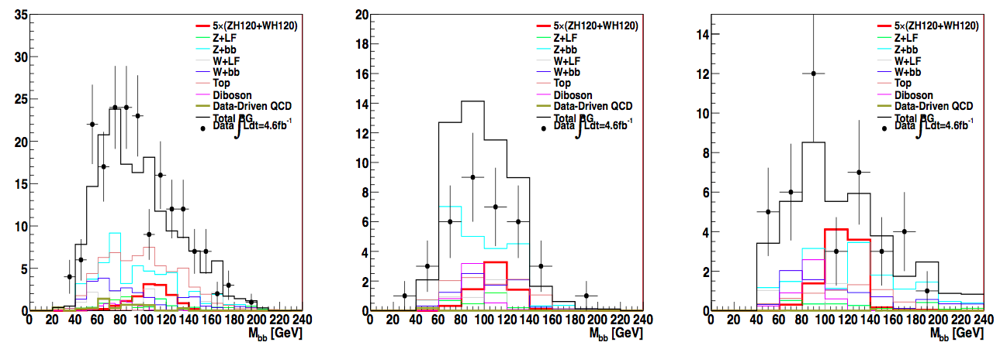 35
30
25
20
15
10
5
0
5×(ZH120+WH120)
Z+LF
Z+bb
W+LF
W+bb
Top
Diboson
Data-Driven QCD
Total BG
Data ∫Ldt=4.6fb⁻¹
0 20 40 60 80 100 120 140 160 180 200 220 240
M_bb [GeV]
20
18
16
14
12
10
8
6
4
2
0
5×(ZH120+WH120)
Z+LF
Z+bb
W+LF
W+bb
Top
Diboson
Data-Driven QCD
Total BG
Data ∫Ldt=4.6fb⁻¹
0 20 40 60 80 100 120 140 160 180 200 220 240
M_bb [GeV]
14
12
10
8
6
4
2
0
5×(ZH120+WH120)
Z+LF
Z+bb
W+LF
W+bb
Top
Diboson
Data-Driven QCD
Total BG
Data ∫Ldt=4.6fb⁻¹
0 20 40 60 80 100 120 140 160 180 200 220 240
M_bb [GeV]